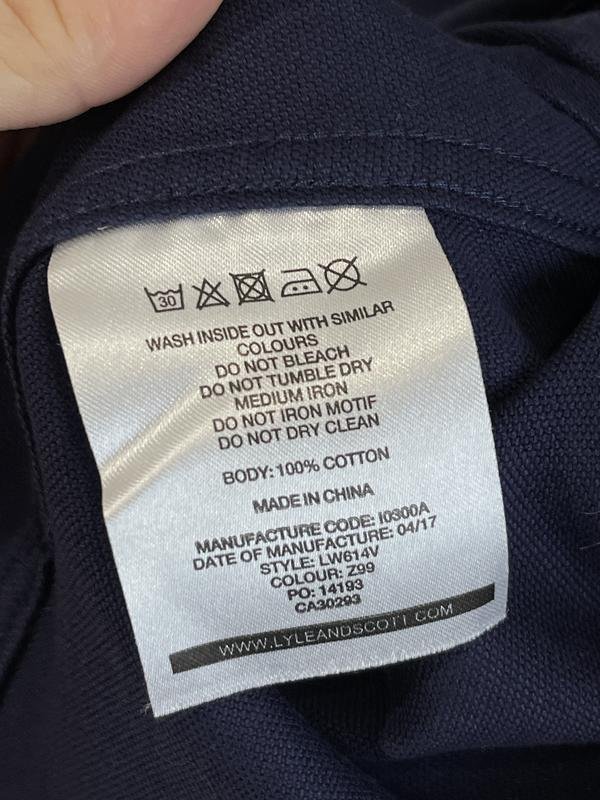 30
WASH INSIDE OUT WITH SIMILAR
COLOURS
DO NOT BLEACH
DO NOT TUMBLE DRY
MEDIUM IRON
DO NOT IRON MOTIF
DO NOT DRY CLEAN
BODY: 100% COTTON
MADE IN CHINA
MANUFACTURE CODE: I0300A
DATE OF MANUFACTURE: 04/17
STYLE: LW614V
COLOUR: Z99
PO: 14193
CA30293
WWW.LYLEANDSCOTT.COM